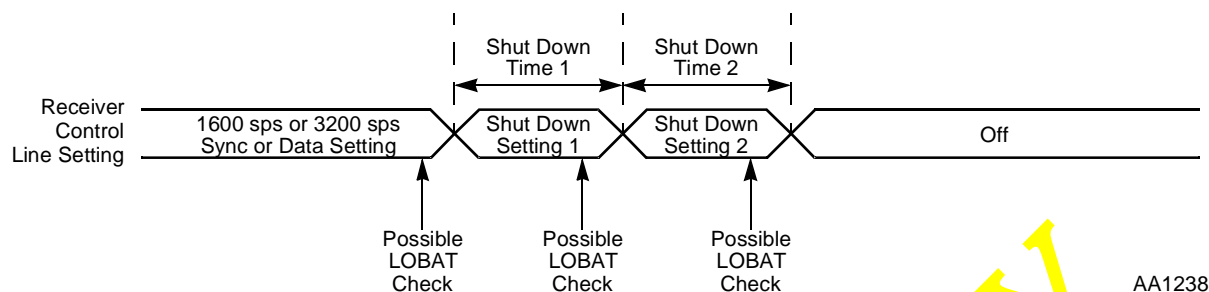 Shut Down
Time 1
Shut Down
Time 2
Receiver
Control
Line Setting
1600 sps or 3200 sps
Sync or Data Setting
Shut Down
Setting 1
Shut Down
Setting 2
Off
Possible
LOBAT
Check
Possible
LOBAT
Check
Possible
LOBAT
Check
AA1238